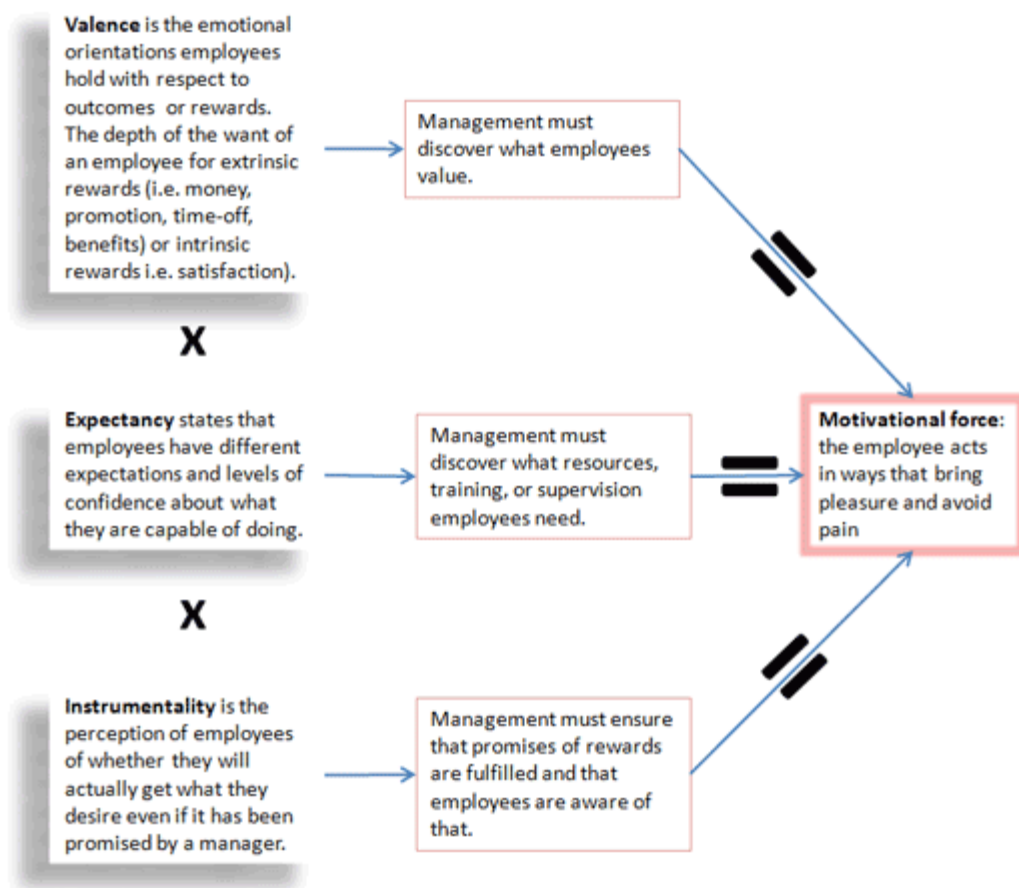 Valence is the emotional
orientations employees
hold with respect to
outcomes or rewards.
The depth of the want of
an employee for extrinsic
rewards (i.e. money,
promotion, time-off,
benefits) or intrinsic
rewards i.e. satisfaction).
Management must
discover what employees
value.
X
Expectancy states that
employees have different
expectations and levels of
confidence about what
they are capable of doing.
Management must
discover what resources,
training, or supervision
employees need.
Motivational force:
the employee acts
in ways that bring
pleasure and avoid
pain
X
Instrumentality is the
perception of employees
of whether they will
actually get what they
desire even if it has been
promised by a manager.
Management must ensure
that promises of rewards
are fulfilled and that
employees are aware of
that.